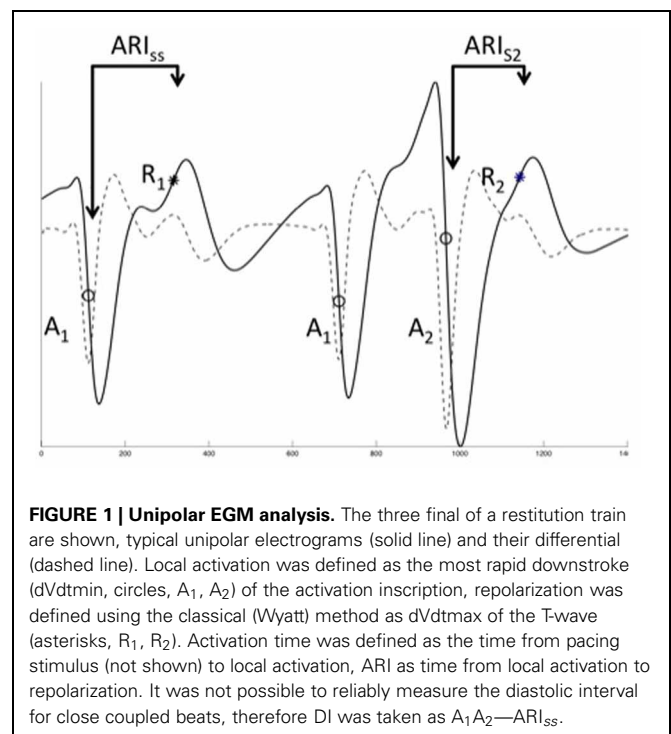 ARIss
ARIS2
R1
R2
A1
A1
A2
0
200
400
600
800
1000
1200
14
FIGURE 1 | Unipolar EGM analysis. The three final of a restitution train
are shown, typical unipolar electrograms (solid line) and their differential
(dashed line). Local activation was defined as the most rapid downstroke
(dVdtmin, circles, A1, A2) of the activation inscription, repolarization was
defined using the classical (Wyatt) method as dVdtmax of the T-wave
(asterisks, R1, R2). Activation time was defined as the time from pacing
stimulus (not shown) to local activation, ARI as time from local activation to
repolarization. It was not possible to reliably measure the diastolic interval
for close coupled beats, therefore DI was taken as A1A2—ARIss.